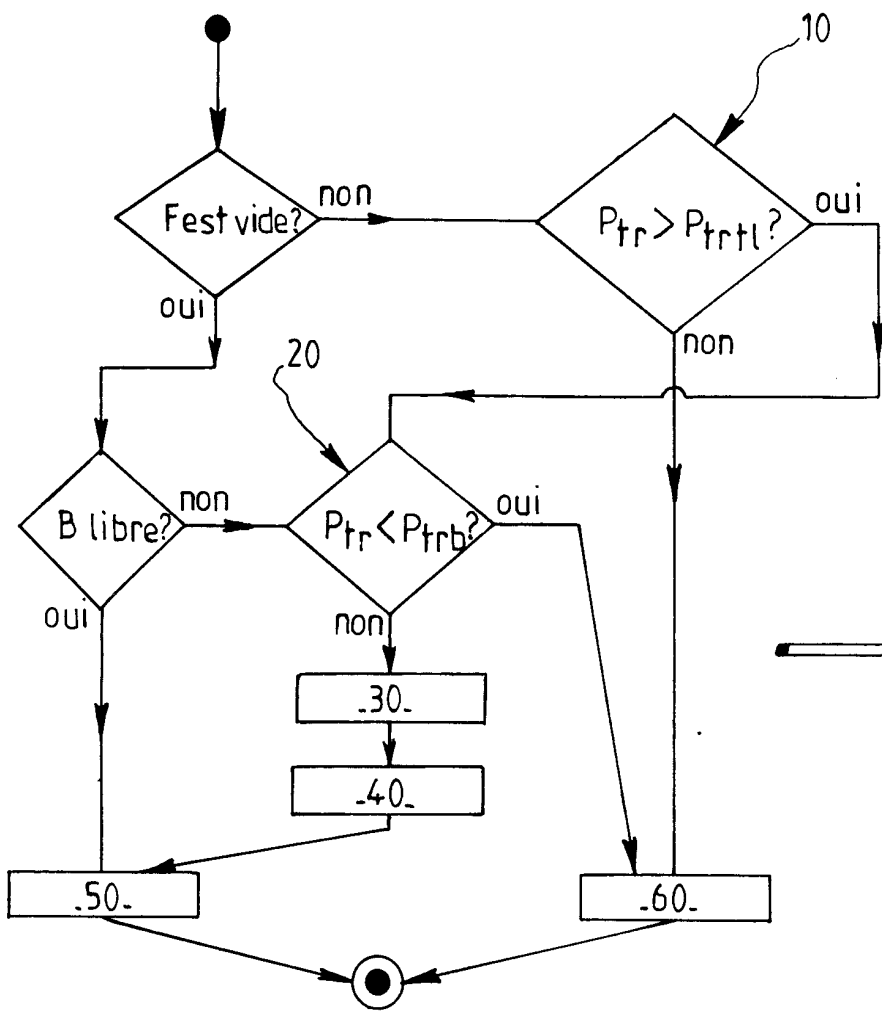 10
non
oui
F est vide?
Ptr > Ptrtl?
oui
non
20
non
oui
B libre?
Ptr < Ptrb?
oui
non
-30-
-40-
-50-
-60-